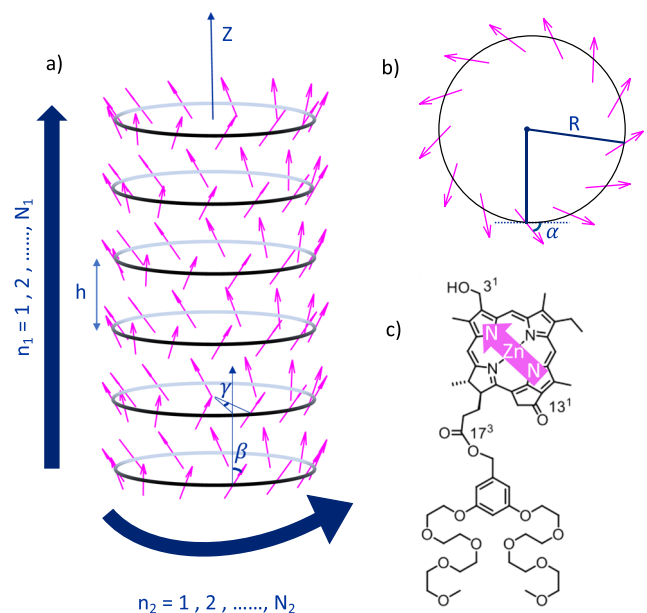 a)
Z
n₁ = 1 , 2 , ……, N₁
h
γ
β
n₂ = 1 , 2 , ……, N₂
b)
R
α
c)
HO
3¹
N
N
Zn
N
N
O
13¹
O
17³
O
O
O
O
O
O
O
O
O